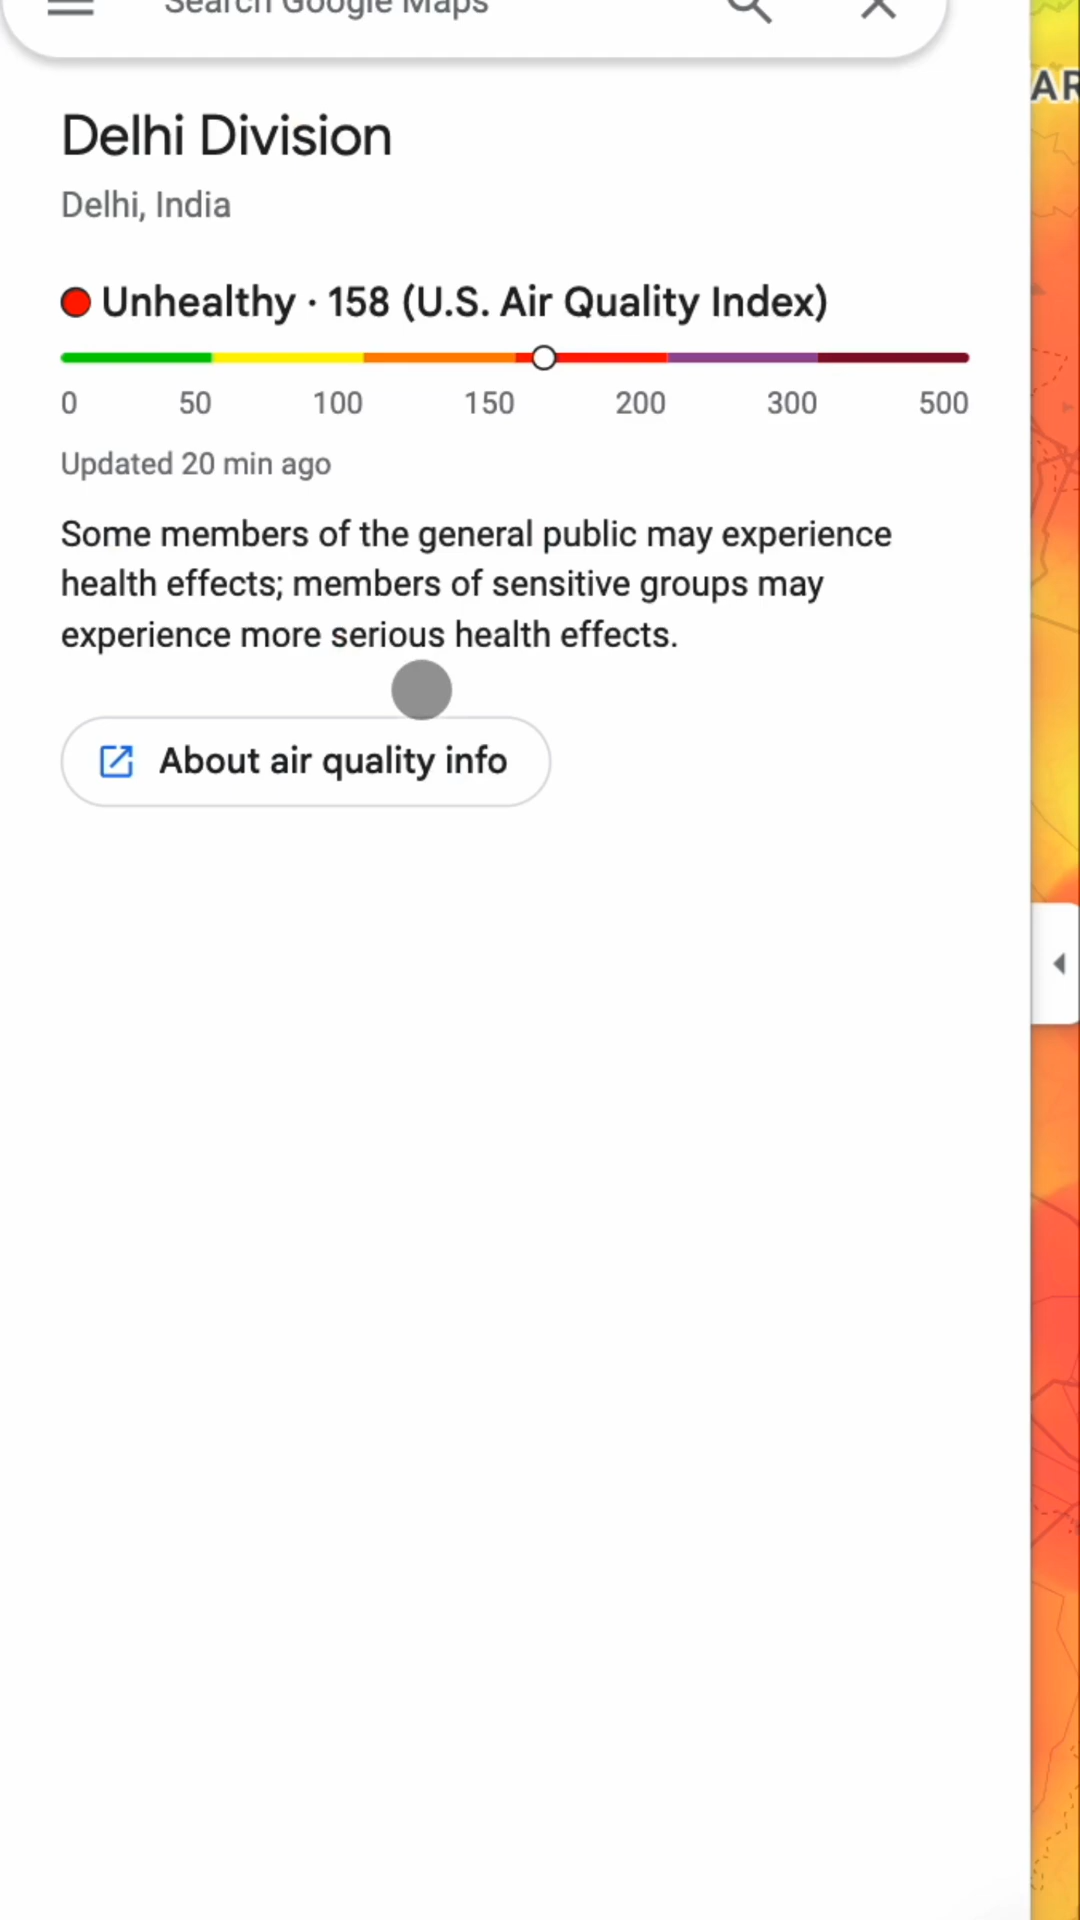 Search Google Maps
AR
Delhi Division
Delhi, India
Unhealthy · 158 (U.S. Air Quality Index)
0 50 100 150 200 300 500
Updated 20 min ago
Some members of the general public may experience
health effects; members of sensitive groups may
experience more serious health effects.
About air quality info